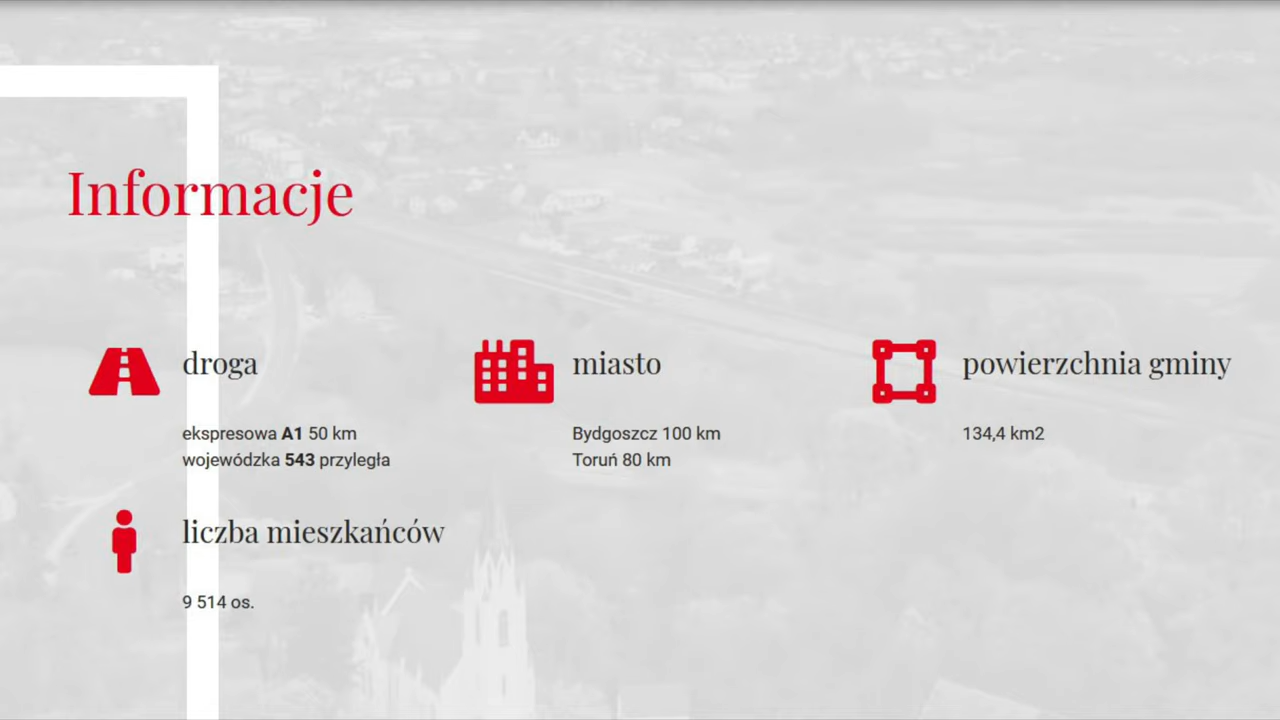 Informacje
droga
ekspresowa A1 50 km
wojewódzka 543 przyległa
miasto
Bydgoszcz 100 km
Toruń 80 km
powierzchnia gminy
134,4 km2
liczba mieszkańców
9 514 os.